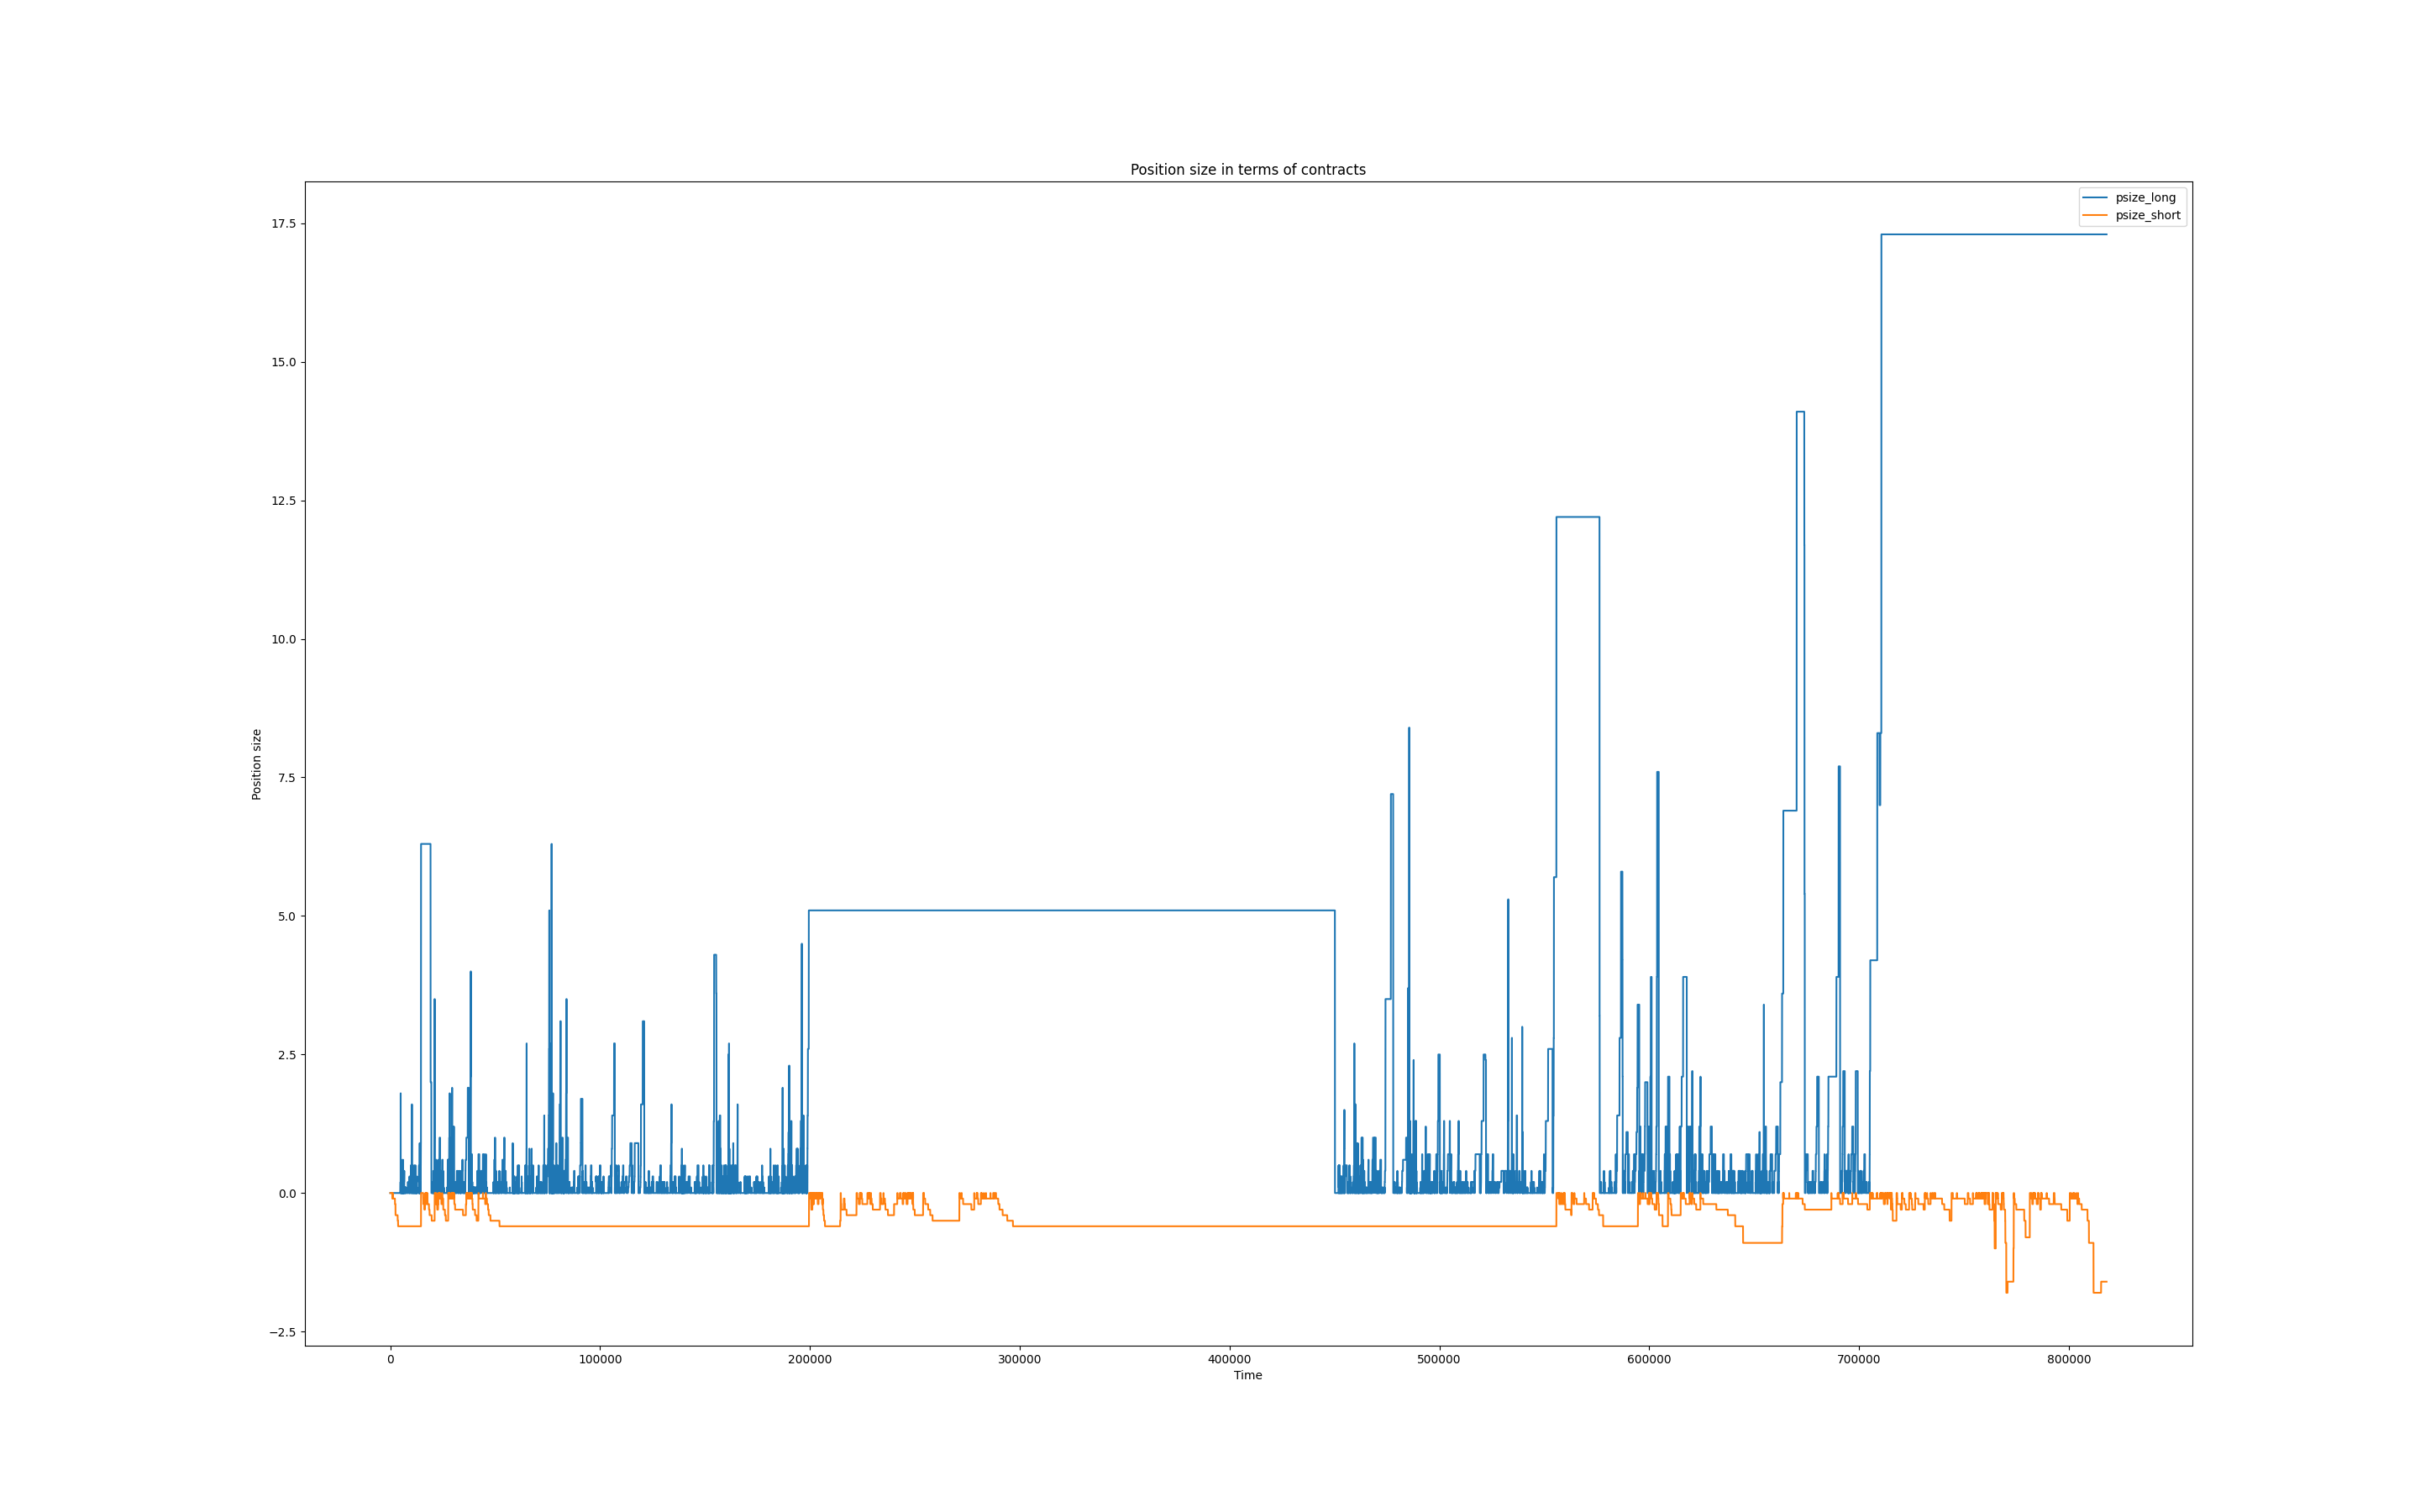 Position size in terms of contracts
psize_long
psize_short
17.5
15.0
12.5
10.0
7.5
5.0
2.5
0.0
−2.5
Position size
0 100000 200000 300000 400000 500000 600000 700000 800000
Time